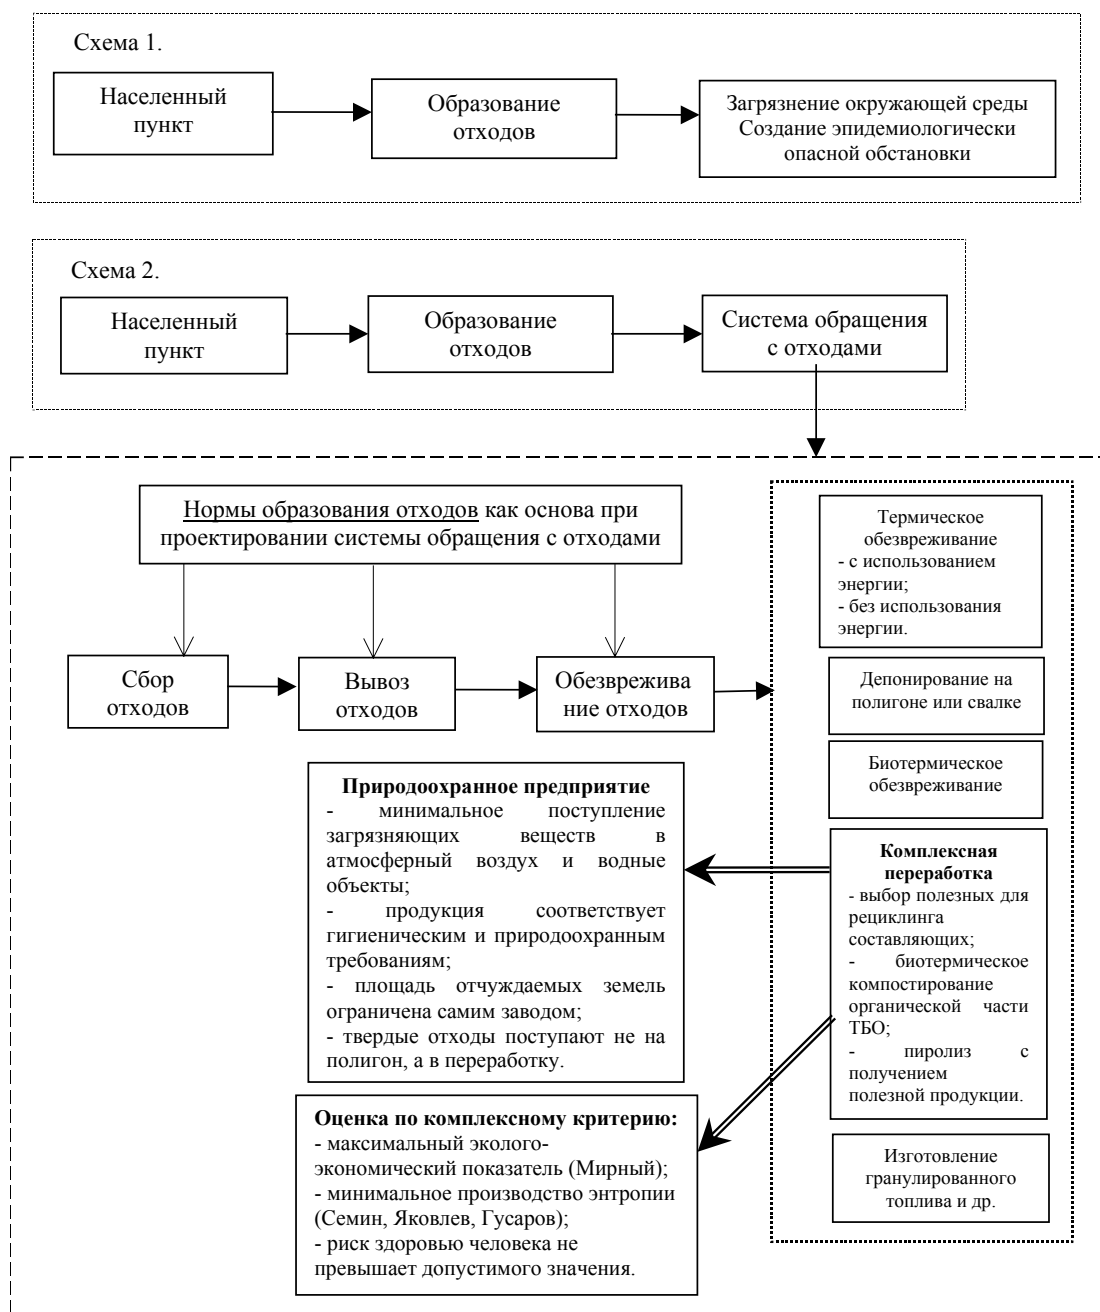 Схема 1.
Населенный
пункт
Образование
отходов
Загрязнение окружающей среды
Создание эпидемиологически
опасной обстановки
Схема 2.
Населенный
пункт
Образование
отходов
Система обращения
с отходами
Нормы образования отходов как основа при
проектировании системы обращения с отходами
Сбор
отходов
Вывоз
отходов
Обезврежива
ние отходов
Термическое
обезвреживание
- с использованием
энергии;
- без использования
энергии.
Депонирование на
полигоне или свалке
Биотермическое
обезвреживание
Комплексная
переработка
- выбор полезных для
рециклинга
составляющих;
- биотермическое
компостирование
органической части
ТБО;
- пиролиз с
получением
полезной продукции.
Изготовление
гранулированного
топлива и др.
Природоохранное предприятие
- минимальное поступление
загрязняющих веществ в
атмосферный воздух и водные
объекты;
- продукция соответствует
гигиеническим и природоохранным
требованиям;
- площадь отчуждаемых земель
ограничена самим заводом;
- твердые отходы поступают не на
полигон, а в переработку.
Оценка по комплексному критерию:
- максимальный эколого-
экономический показатель (Мирный);
- минимальное производство энтропии
(Семин, Яковлев, Гусаров);
- риск здоровью человека не
превышает допустимого значения.